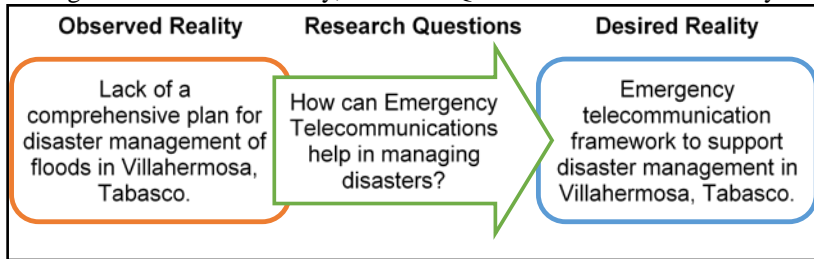 Observed Reality
Research Questions
Desired Reality
Lack of a
comprehensive plan for
disaster management of
floods in Villahermosa,
Tabasco.
How can Emergency
Telecommunications
help in managing
disasters?
Emergency
telecommunication
framework to support
disaster management in
Villahermosa, Tabasco.